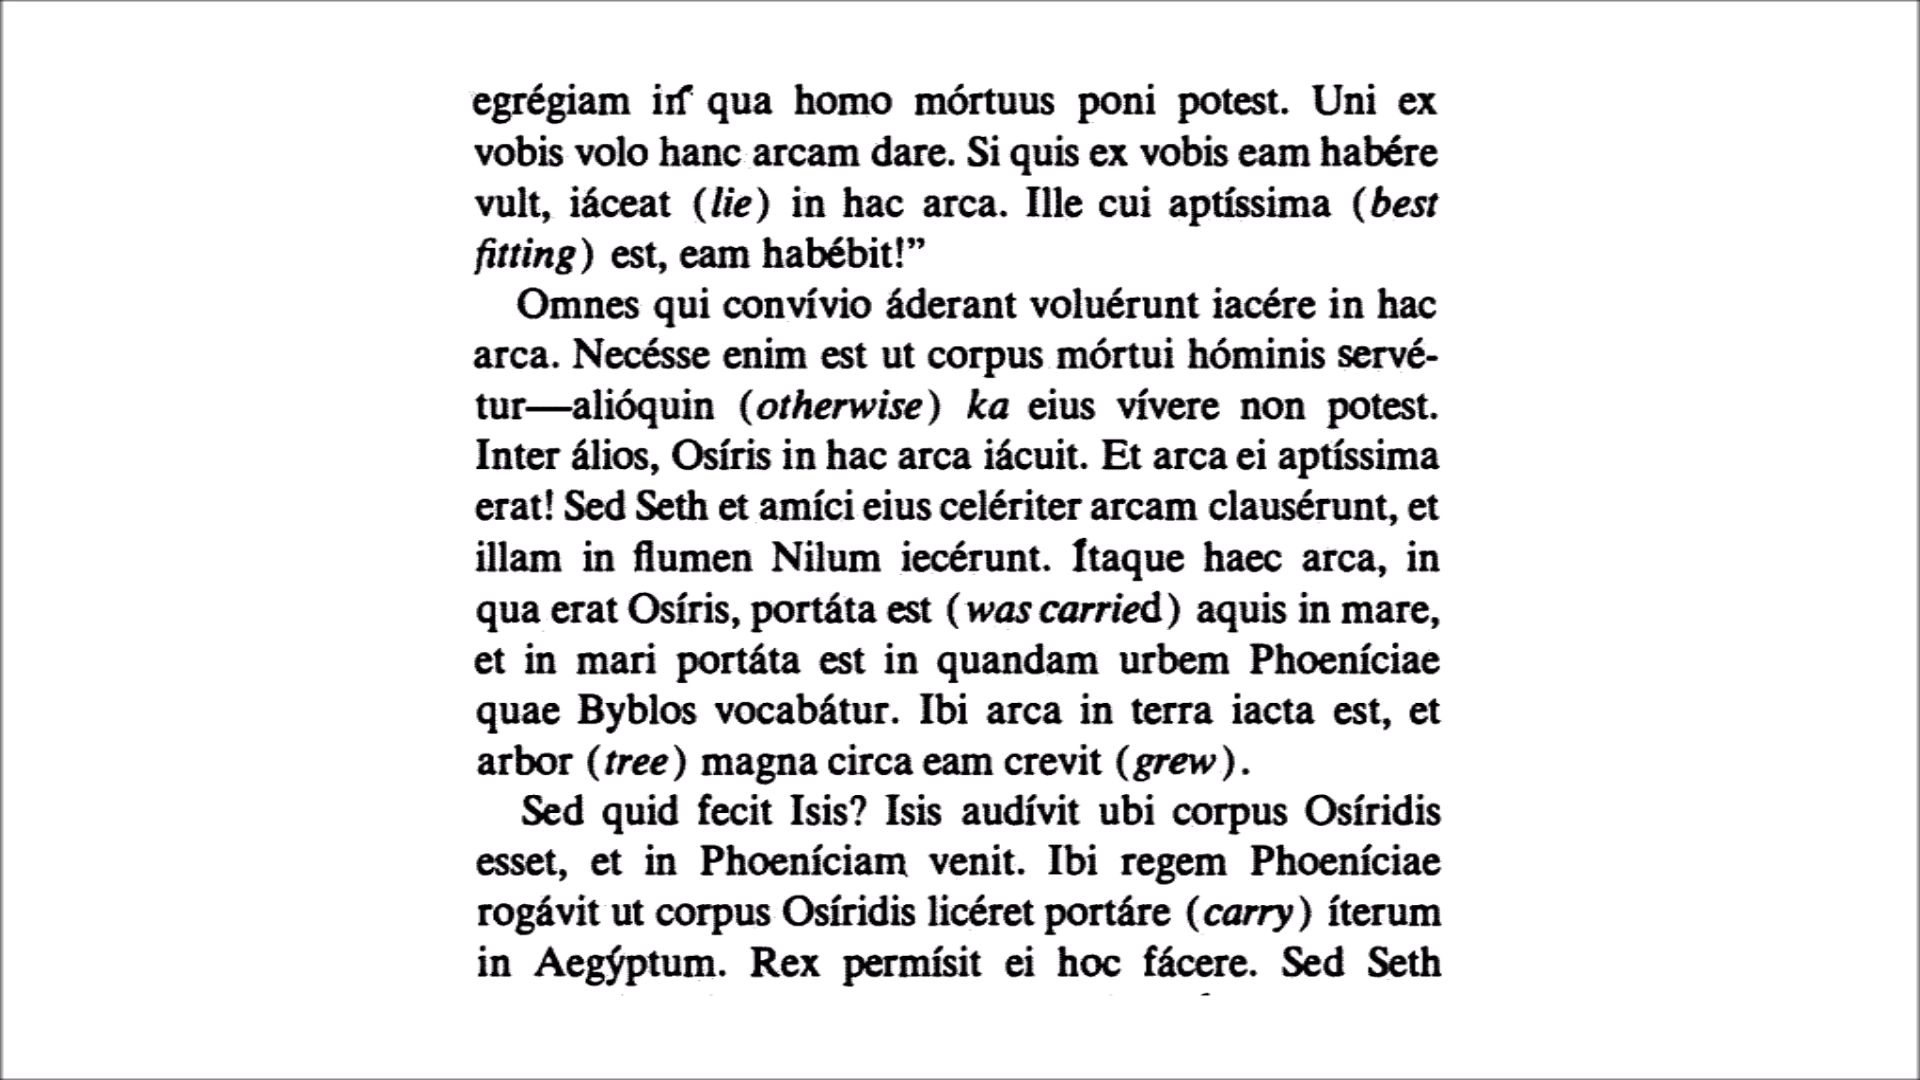 egrégiam in qua homo mórtuus poni potest. Uni ex
vobis volo hanc arcam dare. Si quis ex vobis eam habére
vult, iáceat (lie) in hac arca. Ille cui aptíssima (best
fitting) est, eam habébit!”
Omnes qui convívio áderant voluérunt iacére in hac
arca. Necésse enim est ut corpus mórtui hóminis servé-
tur—alióquin (otherwise) ka eius vívere non potest.
Inter álios, Osíris in hac arca iácuit. Et arca ei aptíssima
erat! Sed Seth et amíci eius celériter arcam clausérunt, et
illam in flumen Nilum iecérunt. Ítaque haec arca, in
qua erat Osíris, portáta est (was carried) aquis in mare,
et in mari portáta est in quandam urbem Phoeníciae
quae Byblos vocabátur. Ibi arca in terra iacta est, et
arbor (tree) magna circa eam crevit (grew).
Sed quid fecit Isis? Isis audívit ubi corpus Osíridis
esset, et in Phoeníciam venit. Ibi regem Phoeníciae
rogávit ut corpus Osíridis licéret portáre (carry) íterum
in Aegýptum. Rex permísit ei hoc fácere. Sed Seth